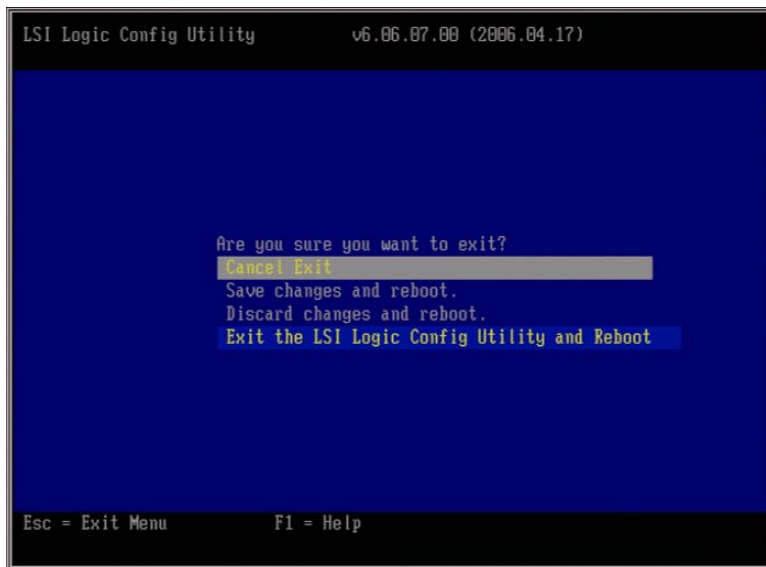 LSI Logic Config Utility v6.06.07.00 (2006.04.17)
Are you sure you want to exit?
Cancel Exit
Save changes and reboot.
Discard changes and reboot.
Exit the LSI Logic Config Utility and Reboot
Esc = Exit Menu F1 = Help